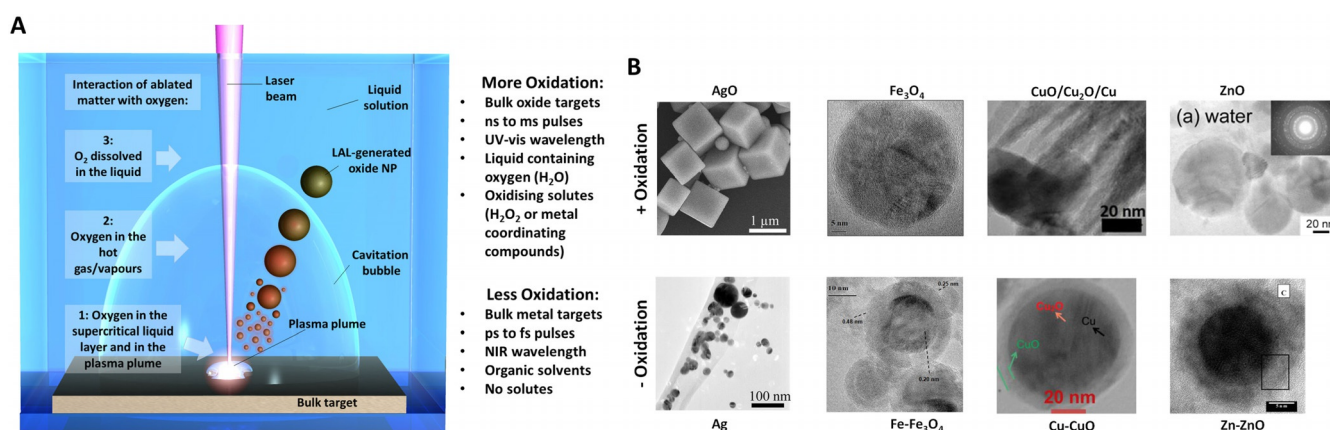 A
Interaction of ablated
matter with oxygen:
3:
O₂ dissolved
in the liquid
2:
Oxygen in the
hot
gas/vapours
1: Oxygen in the
supercritical liquid
layer and in the
plasma plume
Laser
beam
Liquid
solution
LAL-generated
oxide NP
Cavitation
bubble
Plasma plume
Bulk target
More Oxidation:
• Bulk oxide targets
• ns to ms pulses
• UV-vis wavelength
• Liquid containing
oxygen (H₂O)
• Oxidising solutes
(H₂O₂ or metal
coordinating
compounds)
Less Oxidation:
• Bulk metal targets
• ps to fs pulses
• NIR wavelength
• Organic solvents
• No solutes
B
+ Oxidation
AgO
1 µm
Fe₃O₄
5 nm
CuO/Cu₂O/Cu
20 nm
ZnO
(a) water
20 nm
- Oxidation
100 nm
Ag
10 nm
0.25 nm
0.48 nm
0.20 nm
Fe-Fe₃O₄
Cu₂O
Cu
CuO
20 nm
Cu-CuO
C
5 nm
Zn-ZnO